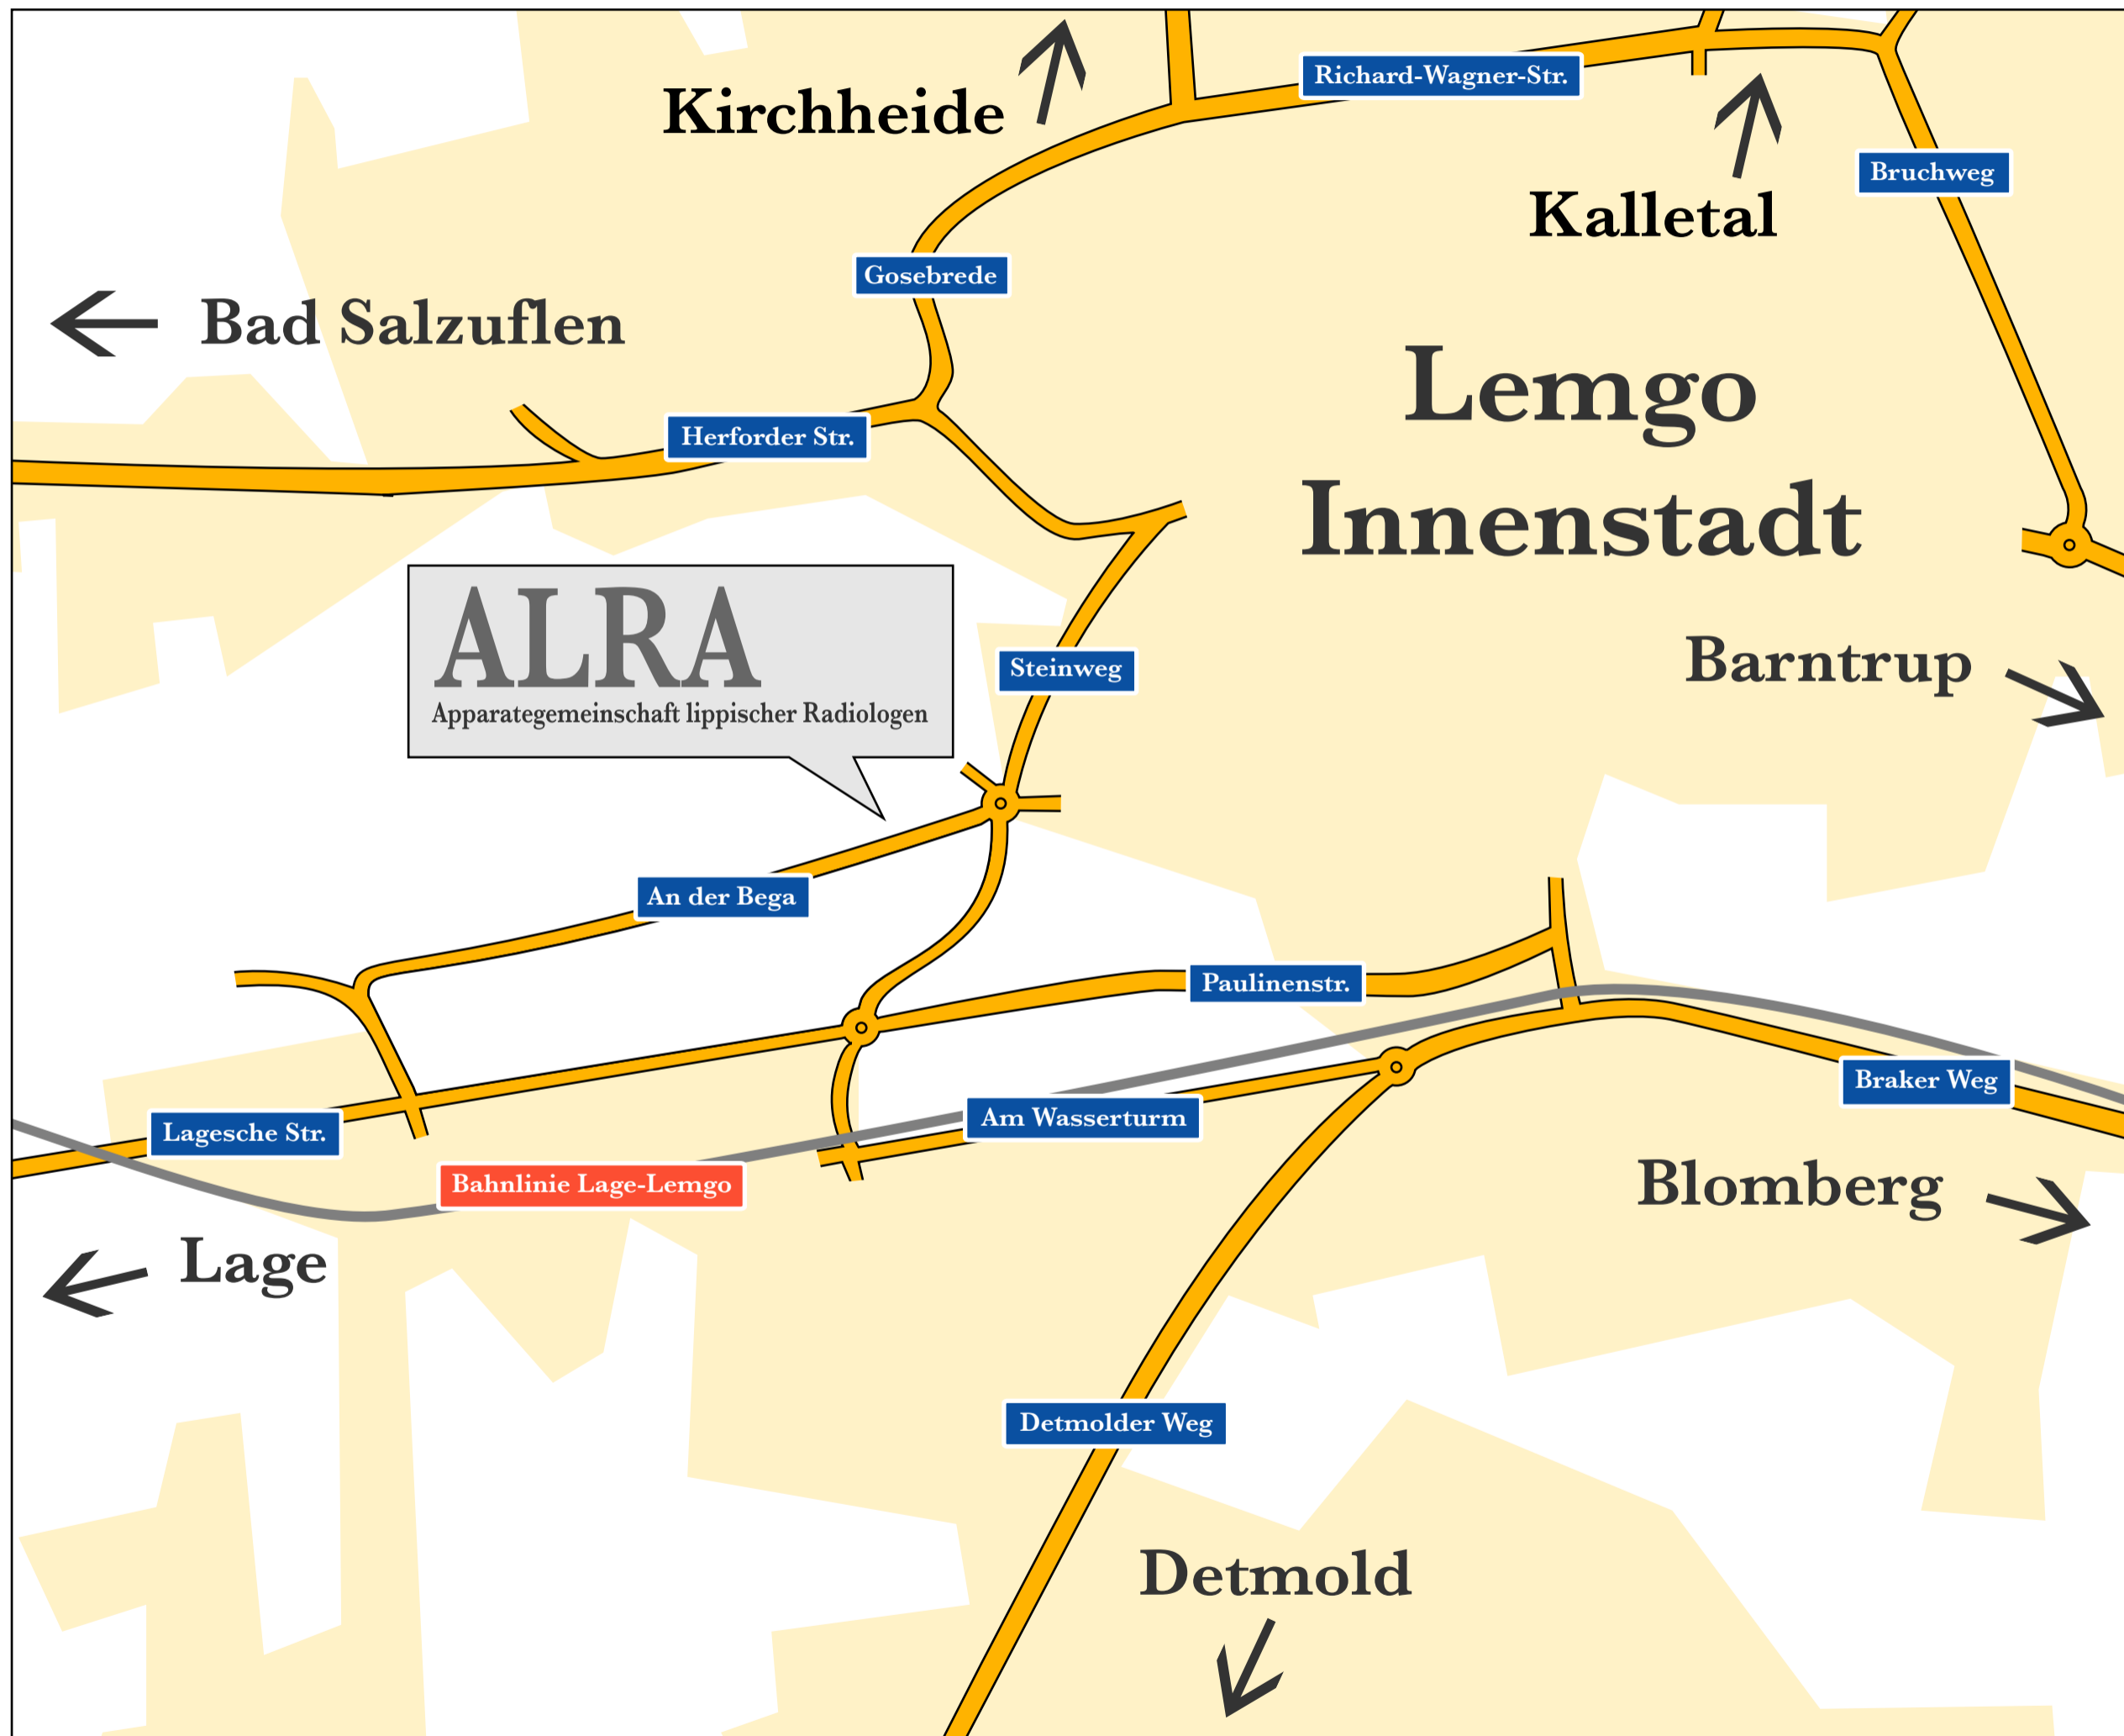 Richard-Wagner-Str.
Kirchheide
Bruchweg
Kalletal
Gosebrede
Bad Salzuflen
Lemgo
Innenstadt
Herforder Str.
ALRA
Apparategemeinschaft lippischer Radiologen
Steinweg
Barntrup
An der Bega
Paulinenstr.
Braker Weg
Am Wasserturm
Lagesche Str.
Bahnlinie Lage-Lemgo
Blomberg
Lage
Detmolder Weg
Detmold